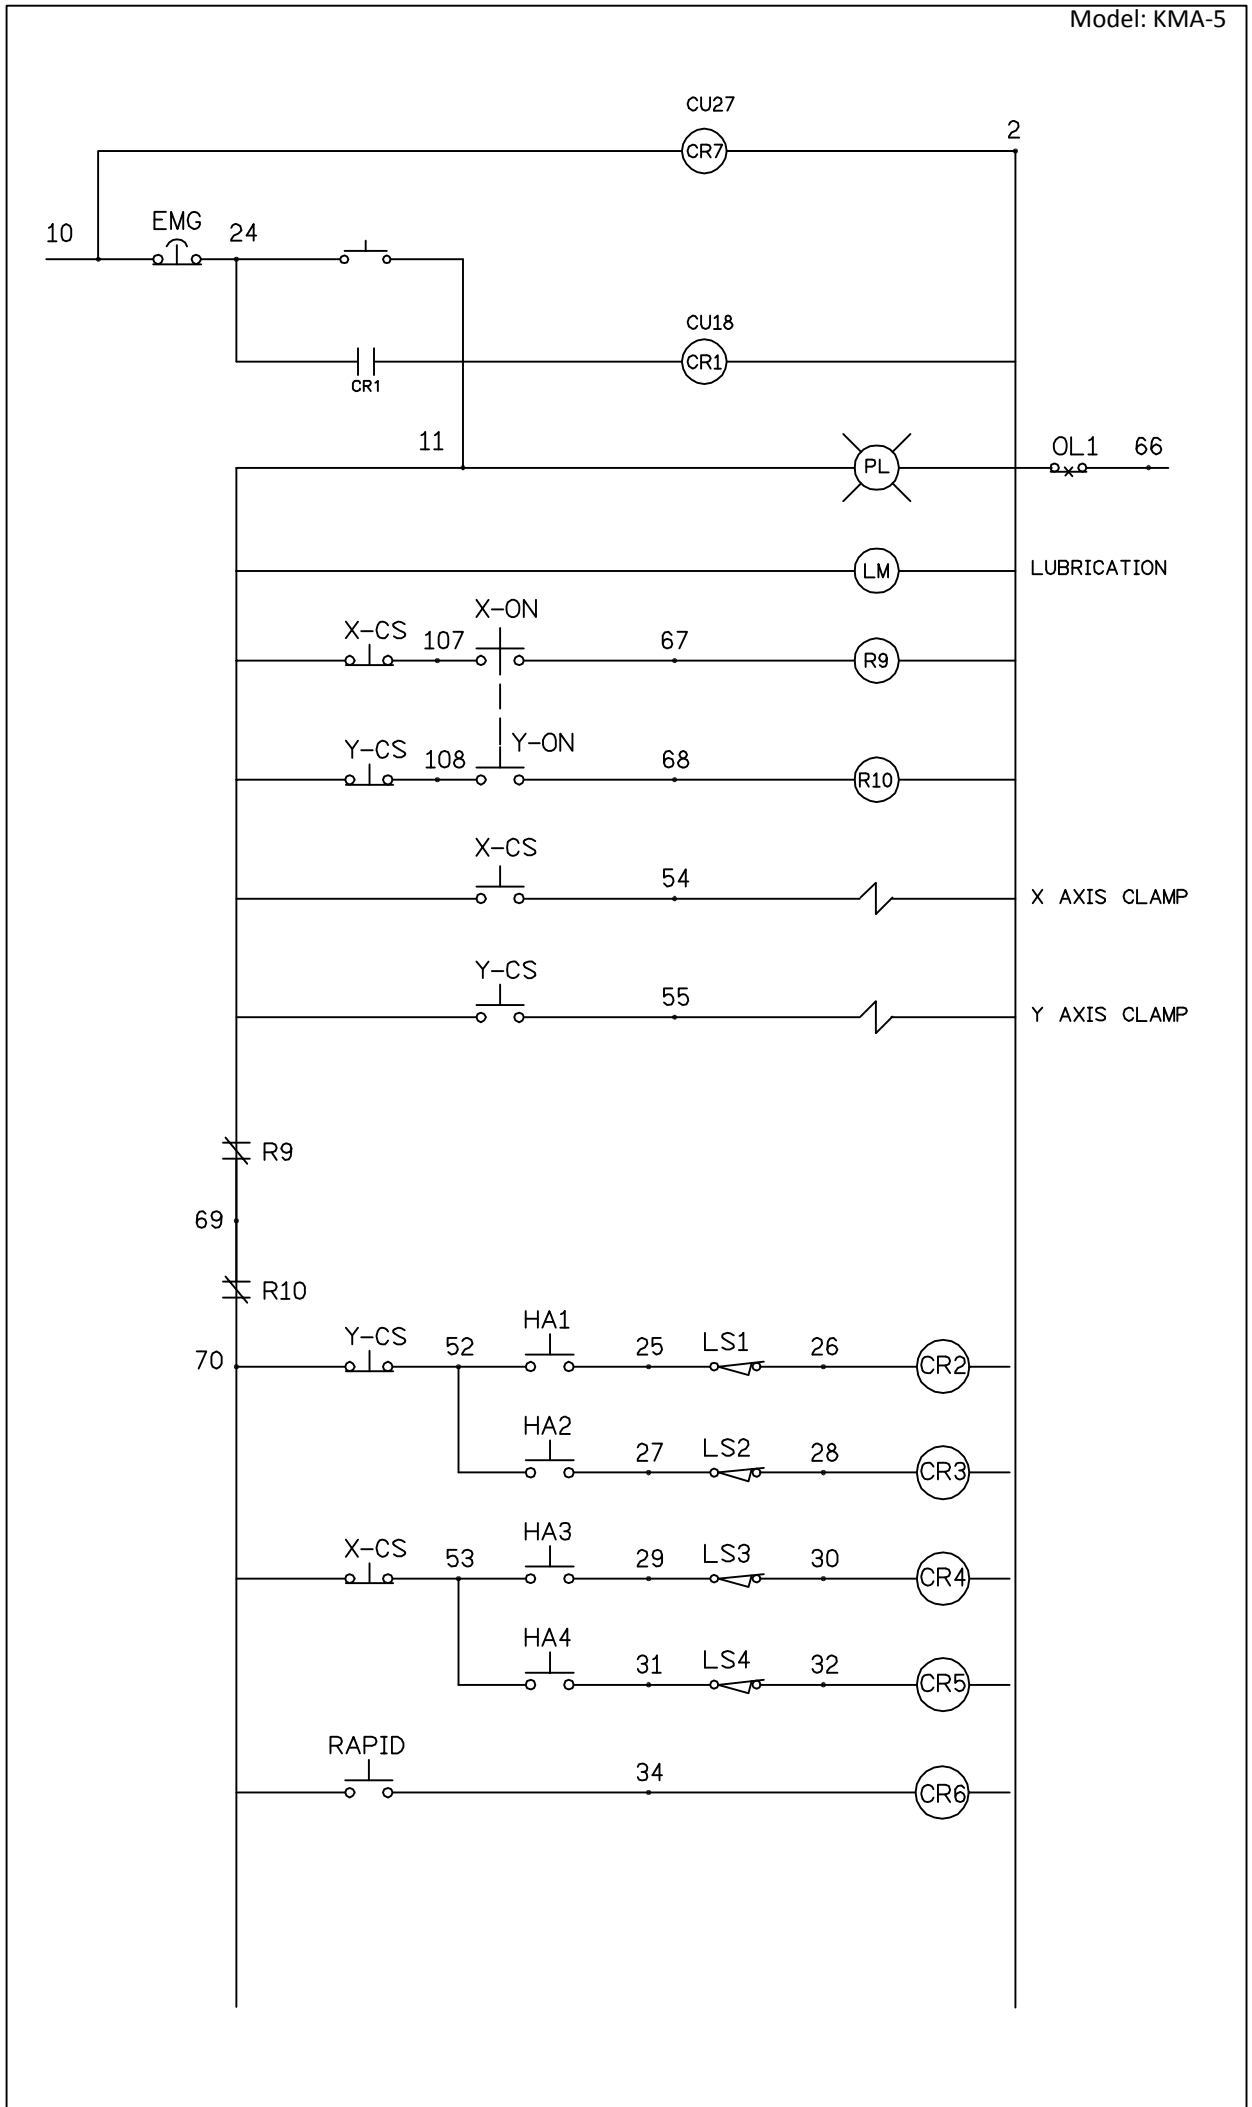 Model: KMA-5
CU27
2
CR7
EMG
10
24
CU18
CR1
CR1
11
OL1 66
PL
LM
LUBRICATION
X-ON
X-CS
107
67
R9
Y-ON
Y-CS
108
68
R10
X-CS
54
X AXIS CLAMP
Y-CS
55
Y AXIS CLAMP
R9
69
R10
HA1
Y-CS
52
25
LS1
26
70
CR2
HA2
27
LS2
28
CR3
HA3
X-CS
53
29
LS3
30
CR4
HA4
31
LS4
32
CR5
RAPID
34
CR6